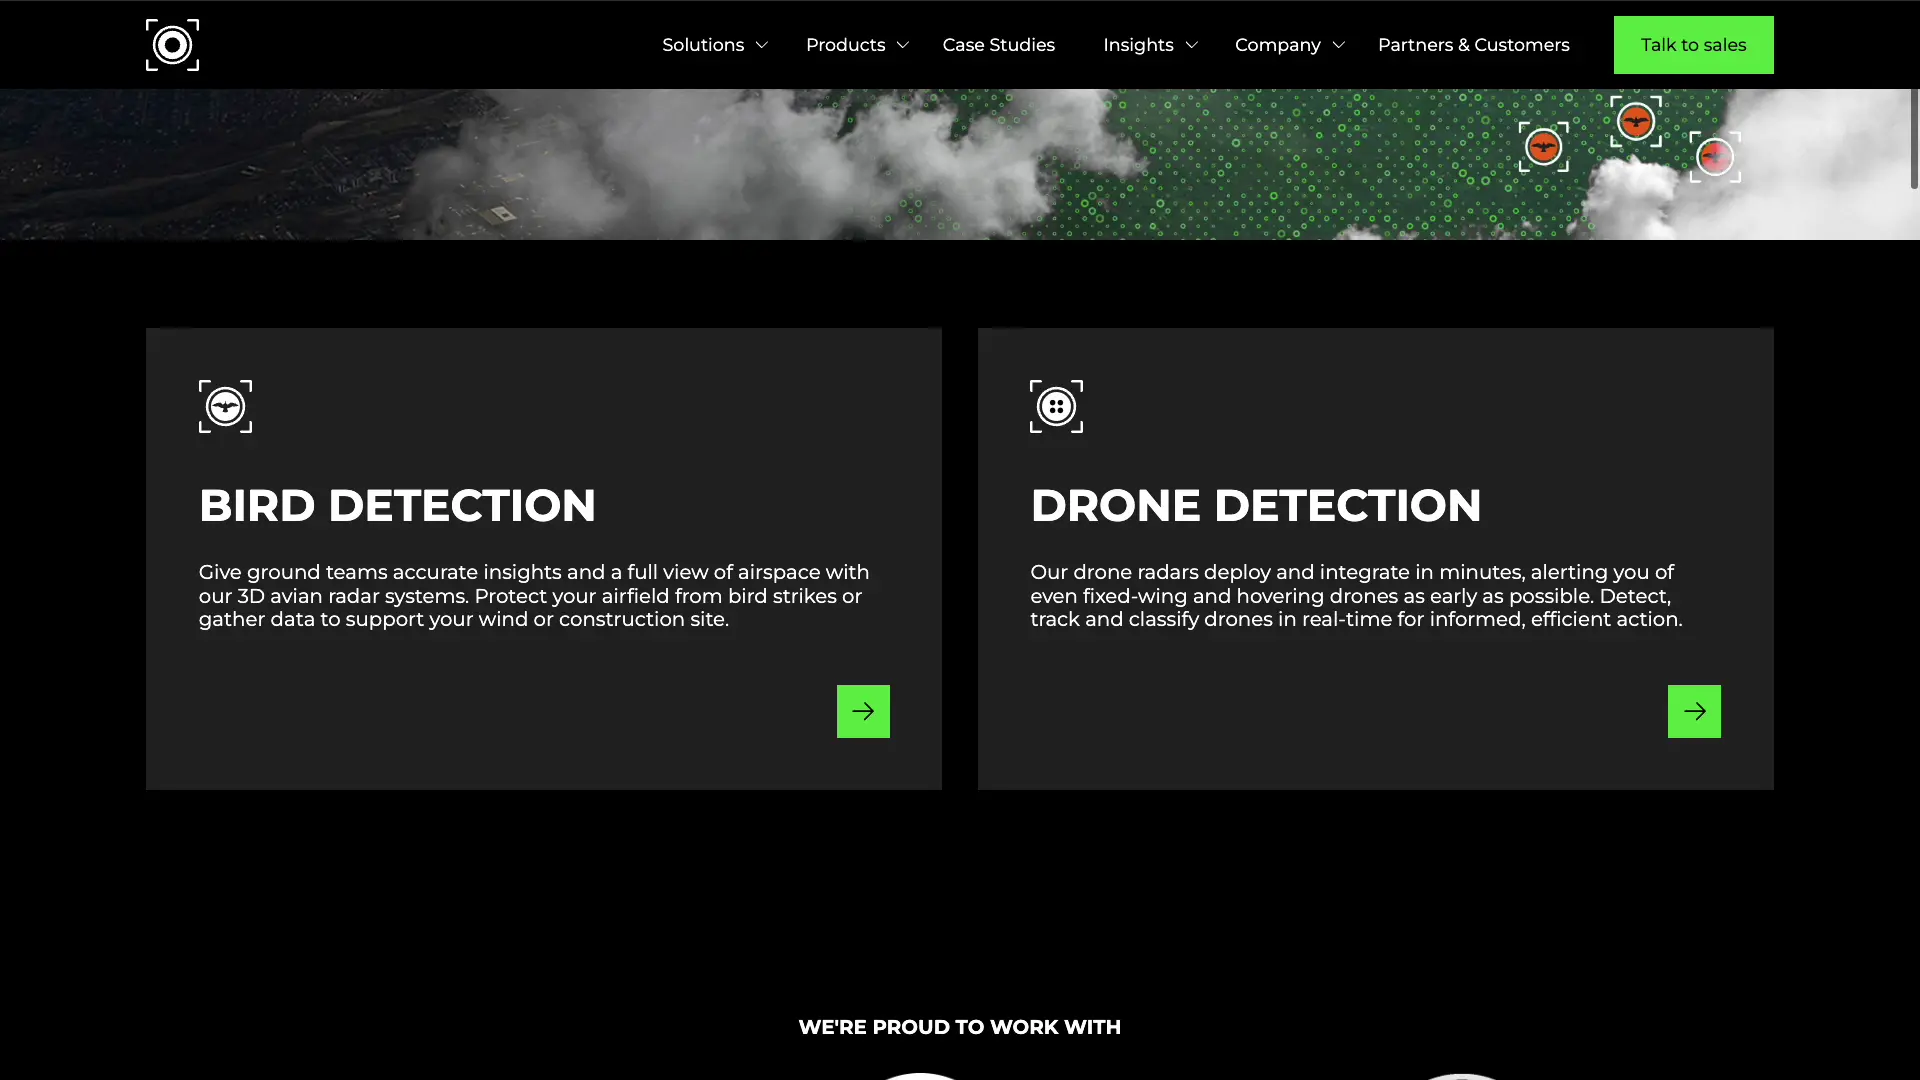 Solutions
Products
Case Studies
Insights
Company
Partners & Customers
Talk to sales
BIRD DETECTION
Give ground teams accurate insights and a full view of airspace with
our 3D avian radar systems. Protect your airfield from bird strikes or
gather data to support your wind or construction site.
DRONE DETECTION
Our drone radars deploy and integrate in minutes, alerting you of
even fixed-wing and hovering drones as early as possible. Detect,
track and classify drones in real-time for informed, efficient action.
WE'RE PROUD TO WORK WITH